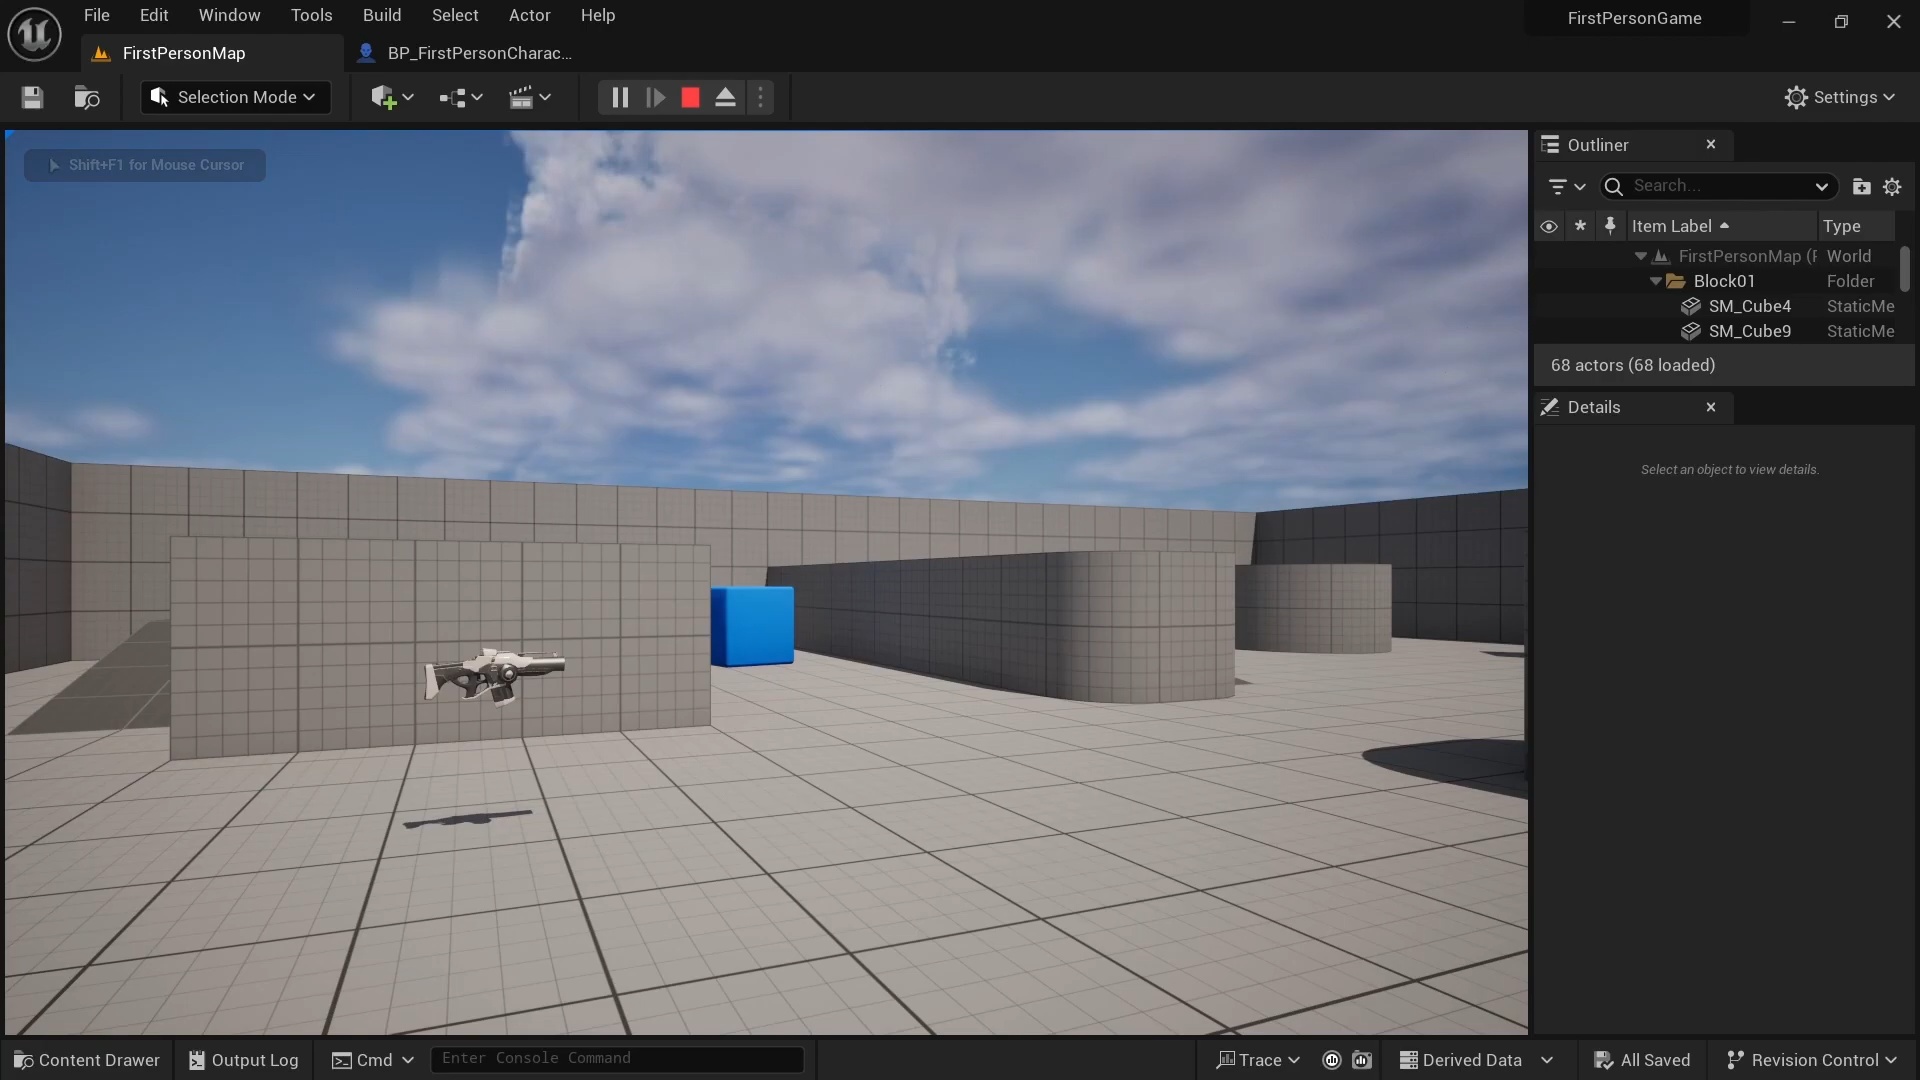 File Edit Window Tools Build Select Actor Help
FirstPersonGame
FirstPersonMap
BP_FirstPersonCharac...
Selection Mode
Settings
Shift+F1 for Mouse Cursor
Outliner
Search...
Item Label Type
FirstPersonMap (F World
Block01 Folder
SM_Cube4 StaticMe
SM_Cube9 StaticMe
68 actors (68 loaded)
Details
Select an object to view details.
Content Drawer
Output Log
Cmd
Enter Console Command
Trace
Derived Data
All Saved
Revision Control